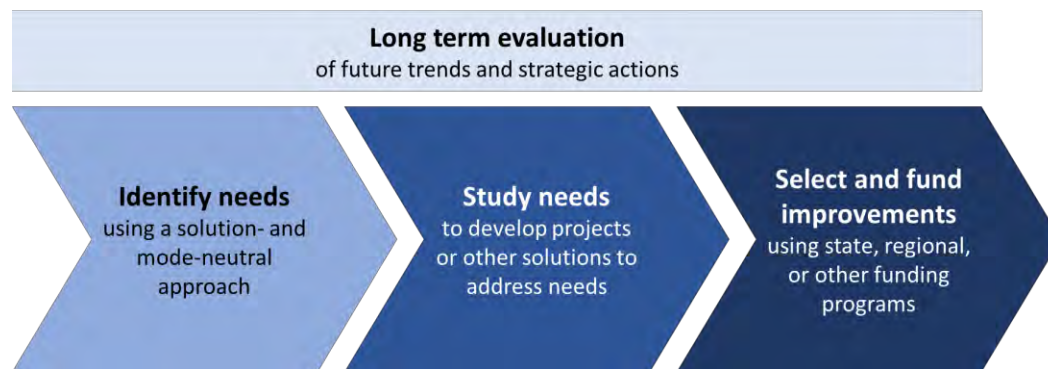 Long term evaluation
of future trends and strategic actions
Identify needs
using a solution- and
mode-neutral
approach
Study needs
to develop projects
or other solutions to
address needs
Select and fund
improvements
using state, regional,
or other funding
programs